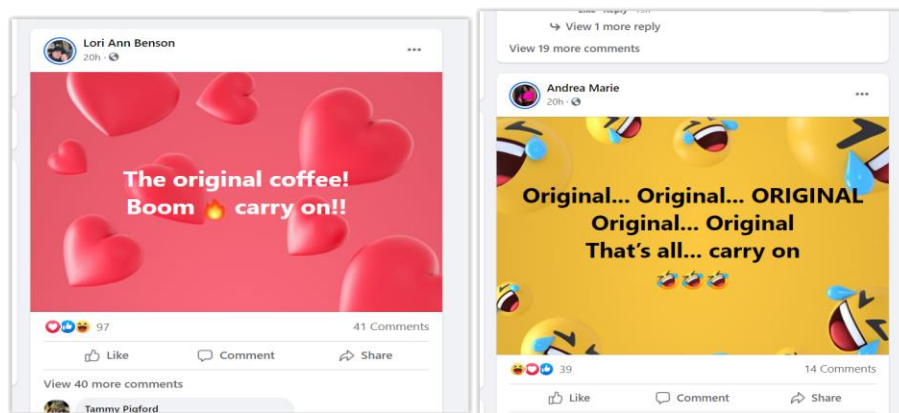 Lori Ann Benson
20h
The original coffee!
Boom 🔥 carry on!!
97
41 Comments
Like Comment Share
View 40 more comments
Tammy Pigford
View 1 more reply
View 19 more comments
Andrea Marie
20h
Original... Original... ORIGINAL
Original... Original
That's all... carry on
🤣🤣🤣
39
14 Comments
Like Comment Share